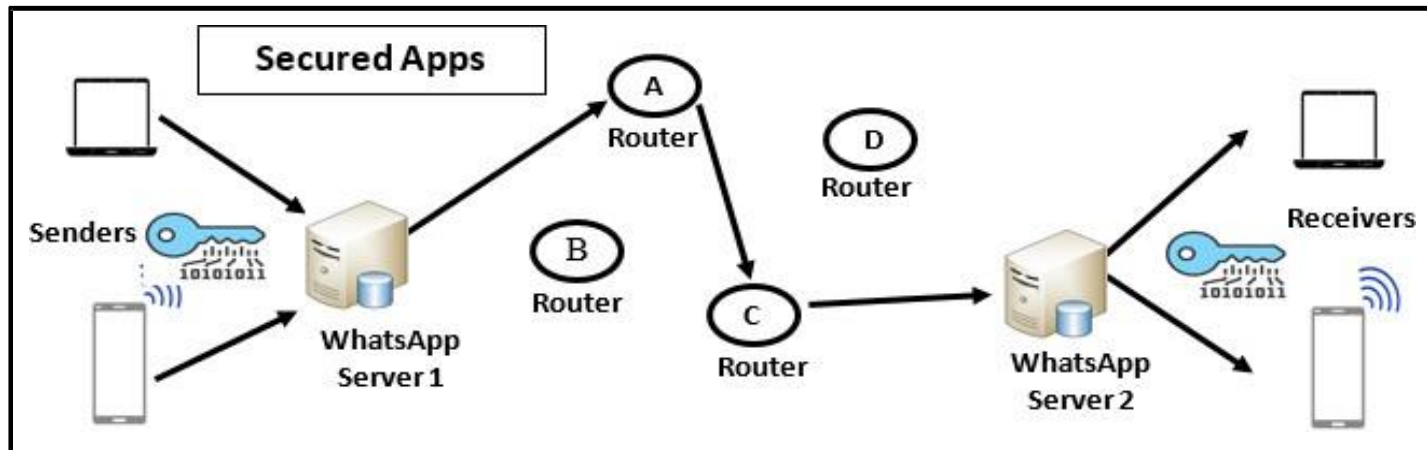 Secured Apps
A
Router
D
Router
Senders
10101011
B
Router
C
Router
WhatsApp
Server 1
WhatsApp
Server 2
Receivers
10101011